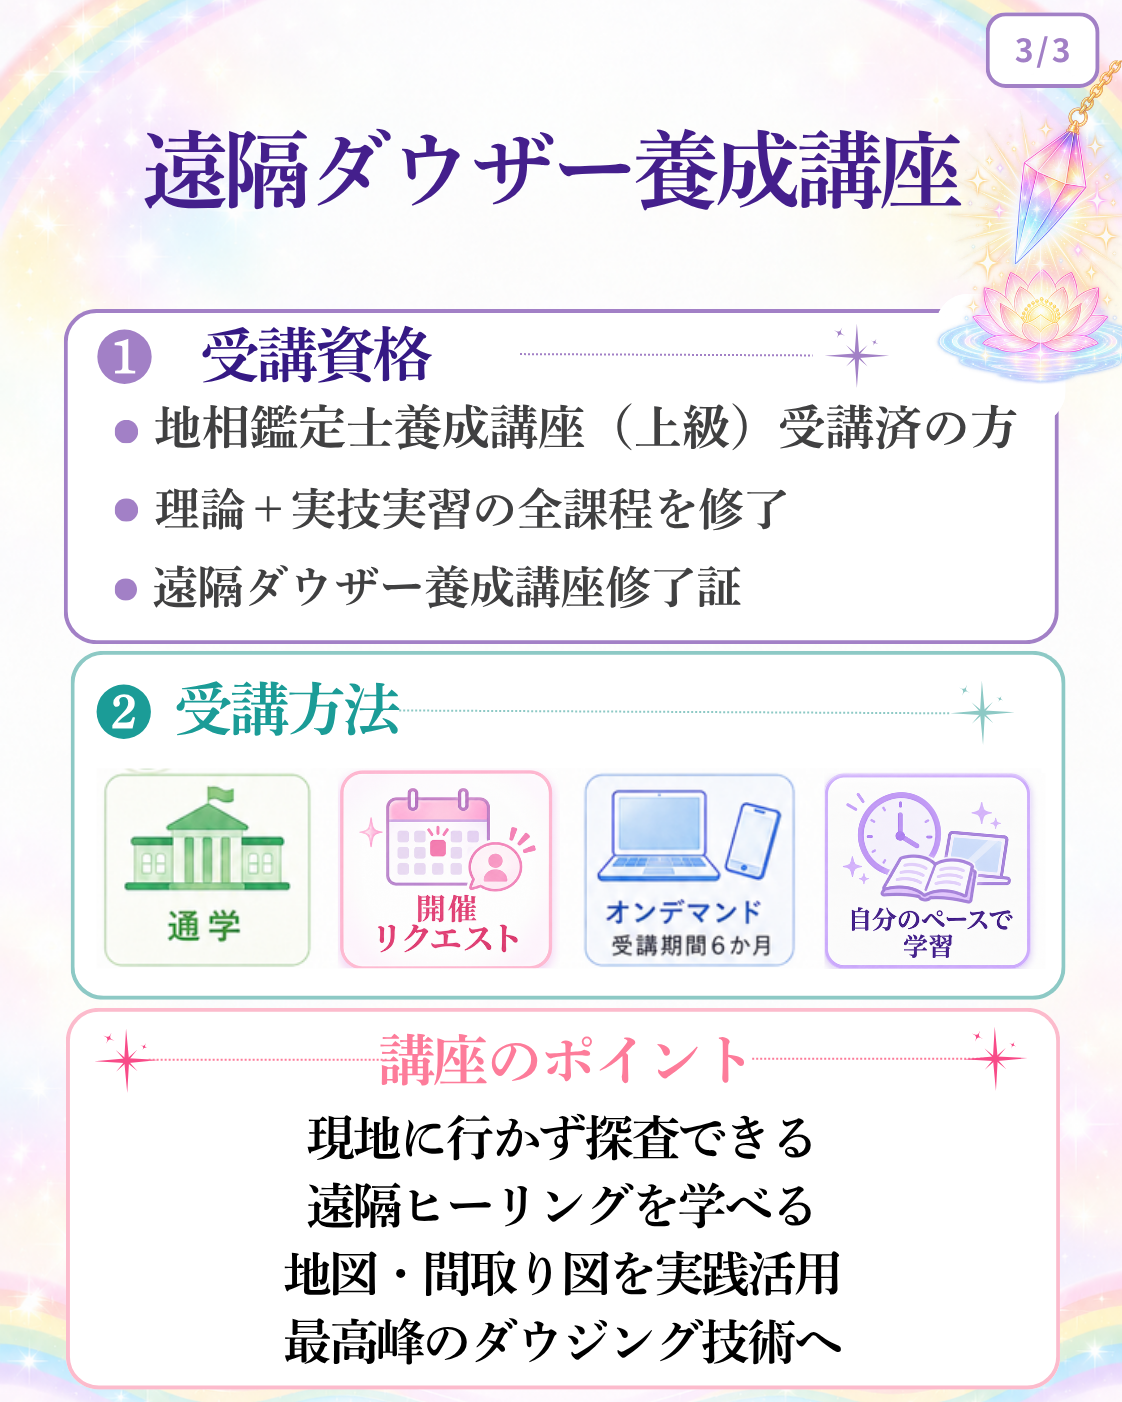 3/3
遠隔ダウザー養成講座
1 受講資格
● 地相鑑定士養成講座（上級）受講済の方
● 理論＋実技実習の全課程を修了
● 遠隔ダウザー養成講座修了証
2 受講方法
通学
開催
リクエスト
オンデマンド
受講期間6か月
自分のペースで
学習
講座のポイント
現地に行かず探査できる
遠隔ヒーリングを学べる
地図・間取り図を実践活用
最高峰のダウジング技術へ